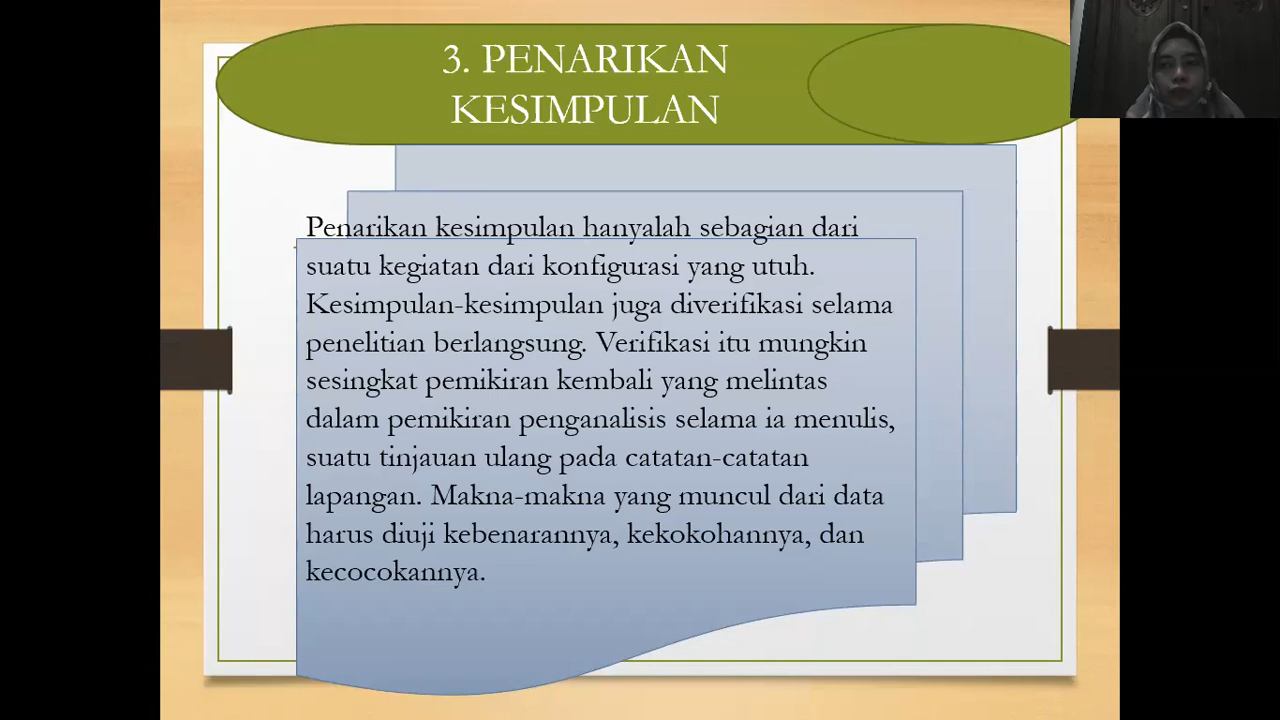 3. PENARIKAN
KESIMPULAN
Penarikan kesimpulan hanyalah sebagian dari
suatu kegiatan dari konfigurasi yang utuh.
Kesimpulan-kesimpulan juga diverifikasi selama
penelitian berlangsung. Verifikasi itu mungkin
sesingkat pemikiran kembali yang melintas
dalam pemikiran penganalisis selama ia menulis,
suatu tinjauan ulang pada catatan-catatan
lapangan. Makna-makna yang muncul dari data
harus diuji kebenarannya, kekokohannya, dan
kecocokannya.